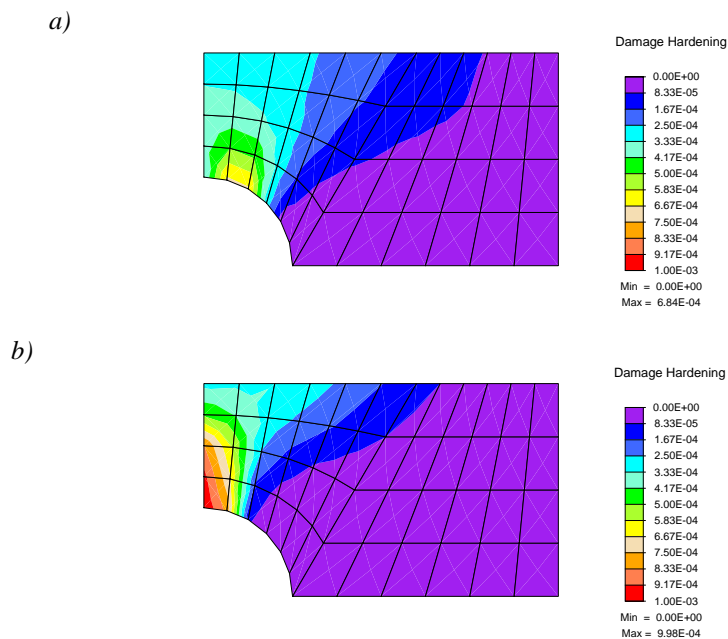 a)
Damage Hardening
0.00E+00
8.33E-05
1.67E-04
2.50E-04
3.33E-04
4.17E-04
5.00E-04
5.83E-04
6.67E-04
7.50E-04
8.33E-04
9.17E-04
1.00E-03
Min = 0.00E+00
Max = 6.84E-04
b)
Damage Hardening
0.00E+00
8.33E-05
1.67E-04
2.50E-04
3.33E-04
4.17E-04
5.00E-04
5.83E-04
6.67E-04
7.50E-04
8.33E-04
9.17E-04
1.00E-03
Min = 0.00E+00
Max = 9.98E-04